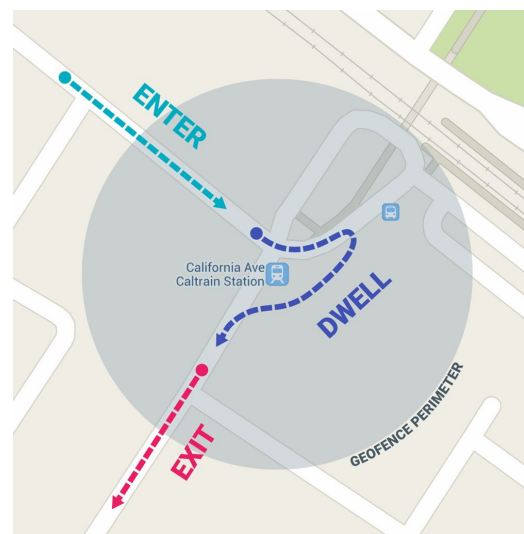 ENTER
California Ave
Caltrain Station
DWELL
GEOFENCE PERIMETER
EXIT